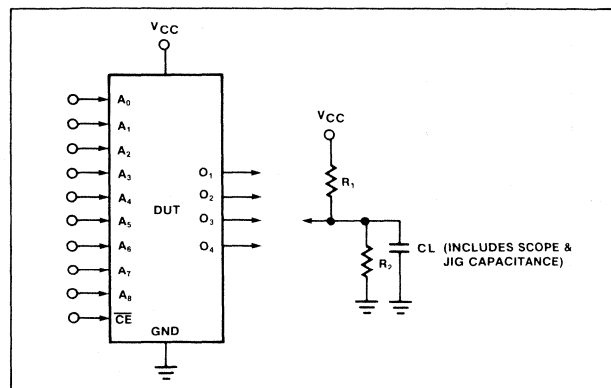 VCC
A0
A1
A2
A3
A4
A5
A6
A7
A8
CE
DUT
O1
O2
O3
O4
GND
VCC
R1
R2
CL (INCLUDES SCOPE &
JIG CAPACITANCE)